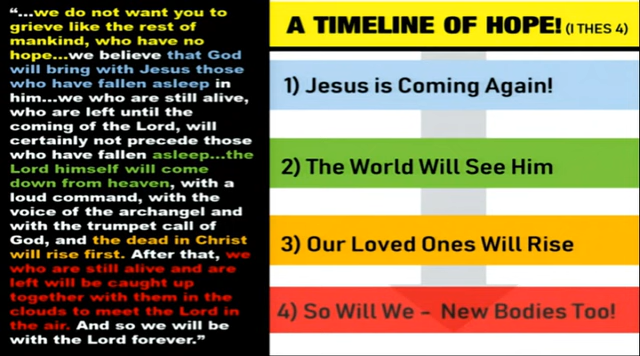 “...we do not want you to
grieve like the rest of
mankind, who have no
hope...we believe that God
will bring with Jesus those
who have fallen asleep in
him...we who are still alive,
who are left until the
coming of the Lord, will
certainly not precede those
who have fallen asleep...the
Lord himself will come
down from heaven, with a
loud command, with the
voice of the archangel and
with the trumpet call of
God, and the dead in Christ
will rise first. After that, we
who are still alive and are
left will be caught up
together with them in the
clouds to meet the Lord in
the air. And so we will be
with the Lord forever.”
A TIMELINE OF HOPE! (I THES 4)
1) Jesus is Coming Again!
2) The World Will See Him
3) Our Loved Ones Will Rise
4) So Will We - New Bodies Too!